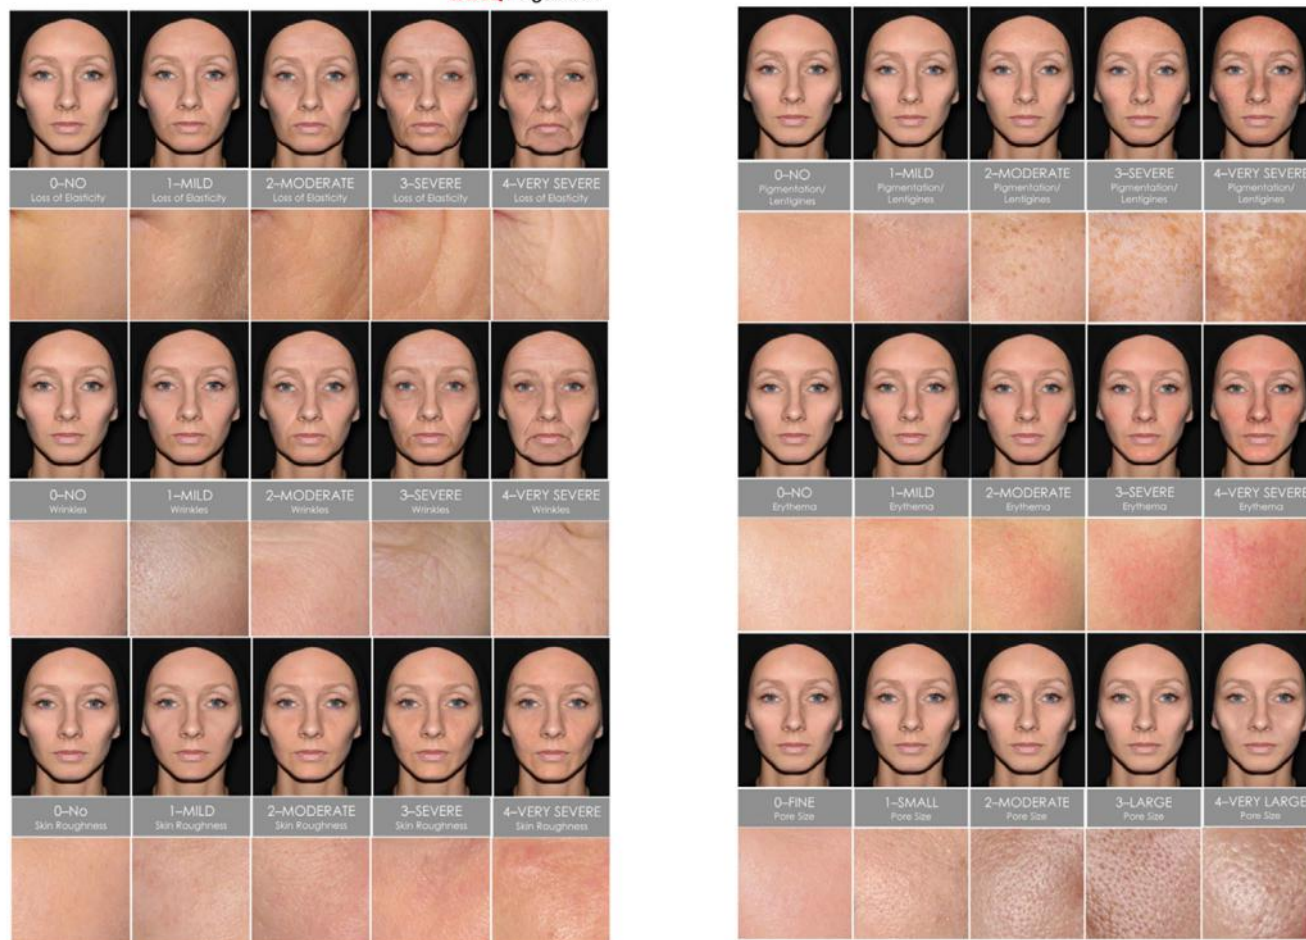 0–NO
Loss of Elasticity
1–MILD
Loss of Elasticity
2–MODERATE
Loss of Elasticity
3–SEVERE
Loss of Elasticity
4–VERY SEVERE
Loss of Elasticity
0–NO
Wrinkles
1–MILD
Wrinkles
2–MODERATE
Wrinkles
3–SEVERE
Wrinkles
4–VERY SEVERE
Wrinkles
0–No
Skin Roughness
1–MILD
Skin Roughness
2–MODERATE
Skin Roughness
3–SEVERE
Skin Roughness
4–VERY SEVERE
Skin Roughness
0–NO
Pigmentation/
Lentigines
1–MILD
Pigmentation/
Lentigines
2–MODERATE
Pigmentation/
Lentigines
3–SEVERE
Pigmentation/
Lentigines
4–VERY SEVERE
Pigmentation/
Lentigines
0–NO
Erythema
1–MILD
Erythema
2–MODERATE
Erythema
3–SEVERE
Erythema
4–VERY SEVERE
Erythema
0–FINE
Pore Size
1–SMALL
Pore Size
2–MODERATE
Pore Size
3–LARGE
Pore Size
4–VERY LARGE
Pore Size